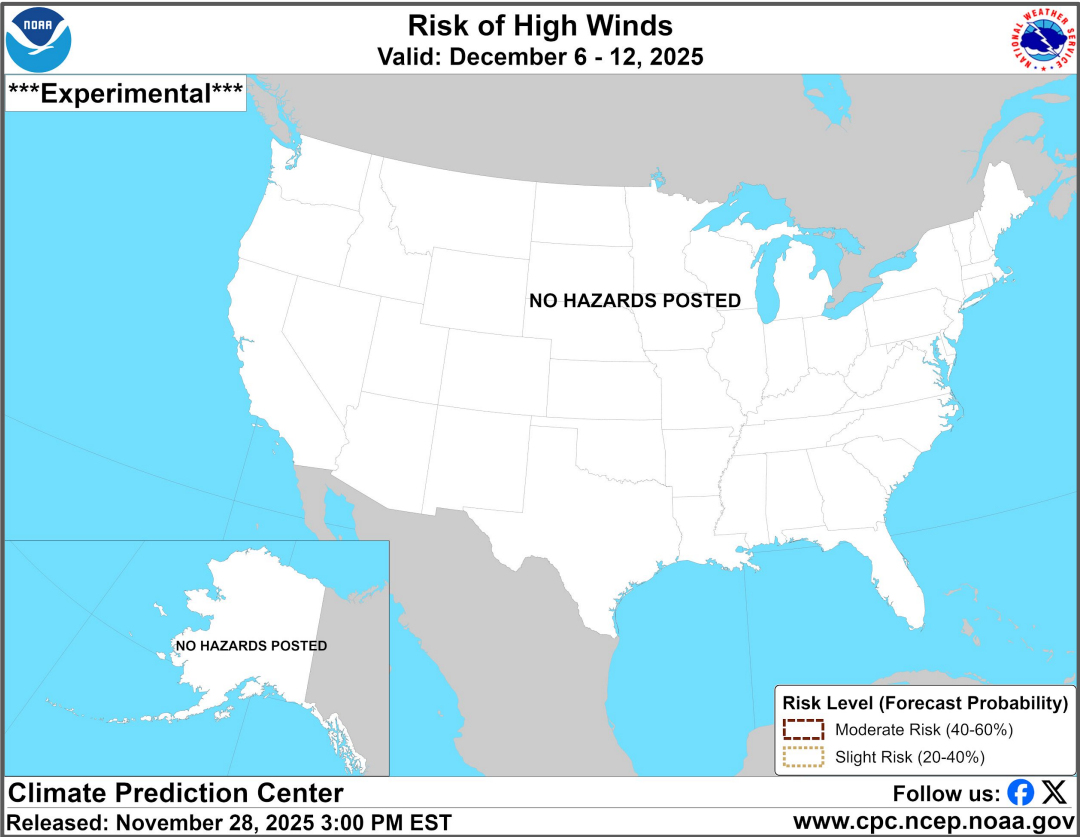 NOAA
Risk of High Winds
Valid: December 6 - 12, 2025
NATIONAL WEATHER SERVICE
***Experimental***
NO HAZARDS POSTED
NO HAZARDS POSTED
Risk Level (Forecast Probability)
Moderate Risk (40-60%)
Slight Risk (20-40%)
Climate Prediction Center
Follow us:
Released: November 28, 2025 3:00 PM EST
www.cpc.ncep.noaa.gov